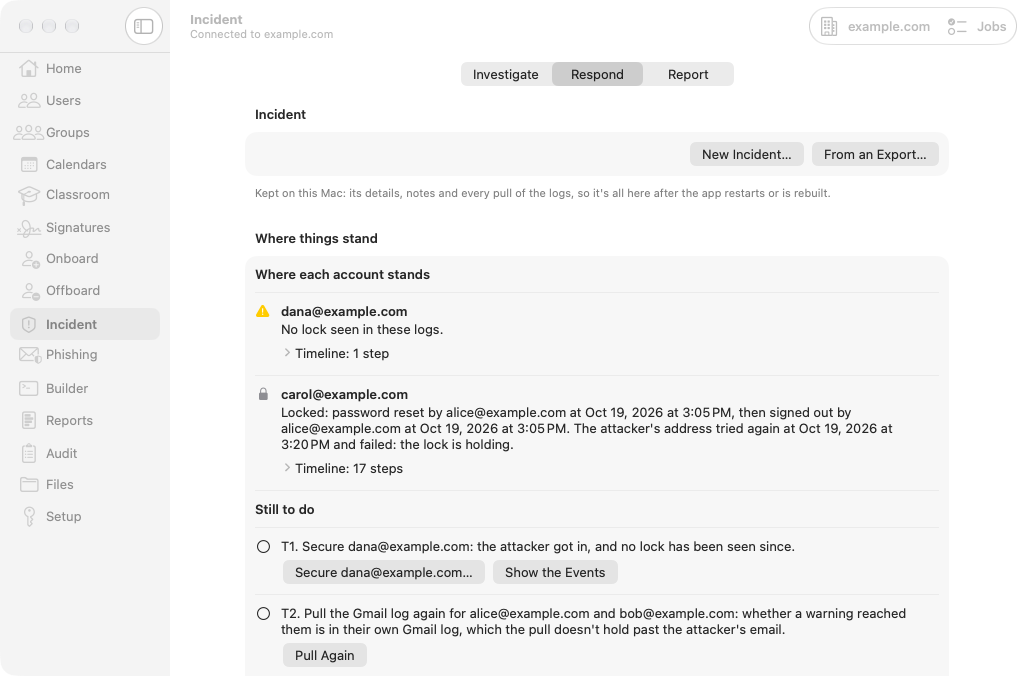 Incident
Connected to example.com
example.com
Jobs
Home
Users
Groups
Calendars
Classroom
Signatures
Onboard
Offboard
Incident
Phishing
Builder
Reports
Audit
Files
Setup
Investigate
Respond
Report
Incident
New Incident...
From an Export...
Kept on this Mac: its details, notes and every pull of the logs, so it's all here after the app restarts or is rebuilt.
Where things stand
Where each account stands
dana@example.com
No lock seen in these logs.
Timeline: 1 step
carol@example.com
Locked: password reset by alice@example.com at Oct 19, 2026 at 3:05 PM, then signed out by
alice@example.com at Oct 19, 2026 at 3:05 PM. The attacker's address tried again at Oct 19, 2026 at
3:20 PM and failed: the lock is holding.
Timeline: 17 steps
Still to do
T1. Secure dana@example.com: the attacker got in, and no lock has been seen since.
Secure dana@example.com...
Show the Events
T2. Pull the Gmail log again for alice@example.com and bob@example.com: whether a warning reached
them is in their own Gmail log, which the pull doesn't hold past the attacker's email.
Pull Again